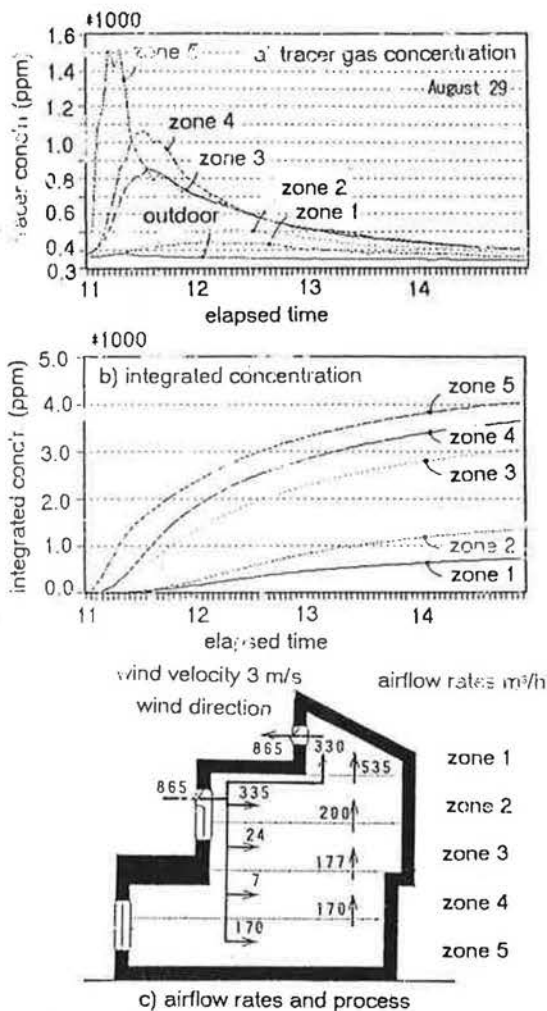 *1000
1.6
1.4
1.2
1.0
0.8
0.6
0.4
0.3
tracer conc'n (ppm)
a) tracer gas concentration
August 29
zone 5
zone 4
zone 3
zone 2
zone 1
outdoor
11 12 13 14
elapsed time
*1000
5.0
4.0
3.0
2.0
1.0
0.0
integrated conc'n (ppm)
b) integrated concentration
zone 5
zone 4
zone 3
zone 2
zone 1
11 12 13 14
elapsed time
wind velocity 3 m/s
airflow rates m³/h
wind direction
865 330 535
zone 1
865 335
200
zone 2
24
177
zone 3
7
170
zone 4
170
zone 5
c) airflow rates and process